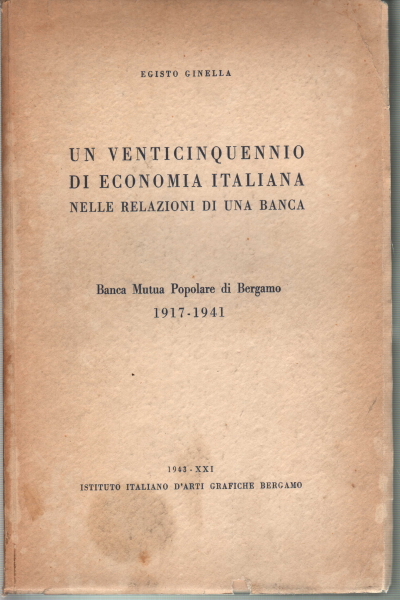 EGISTO GINELLA
UN VENTICINQUENNIO
DI ECONOMIA ITALIANA
NELLE RELAZIONI DI UNA BANCA
Banca Mutua Popolare di Bergamo
1917-1941
1943 - XXI
ISTITUTO ITALIANO D'ARTI GRAFICHE BERGAMO